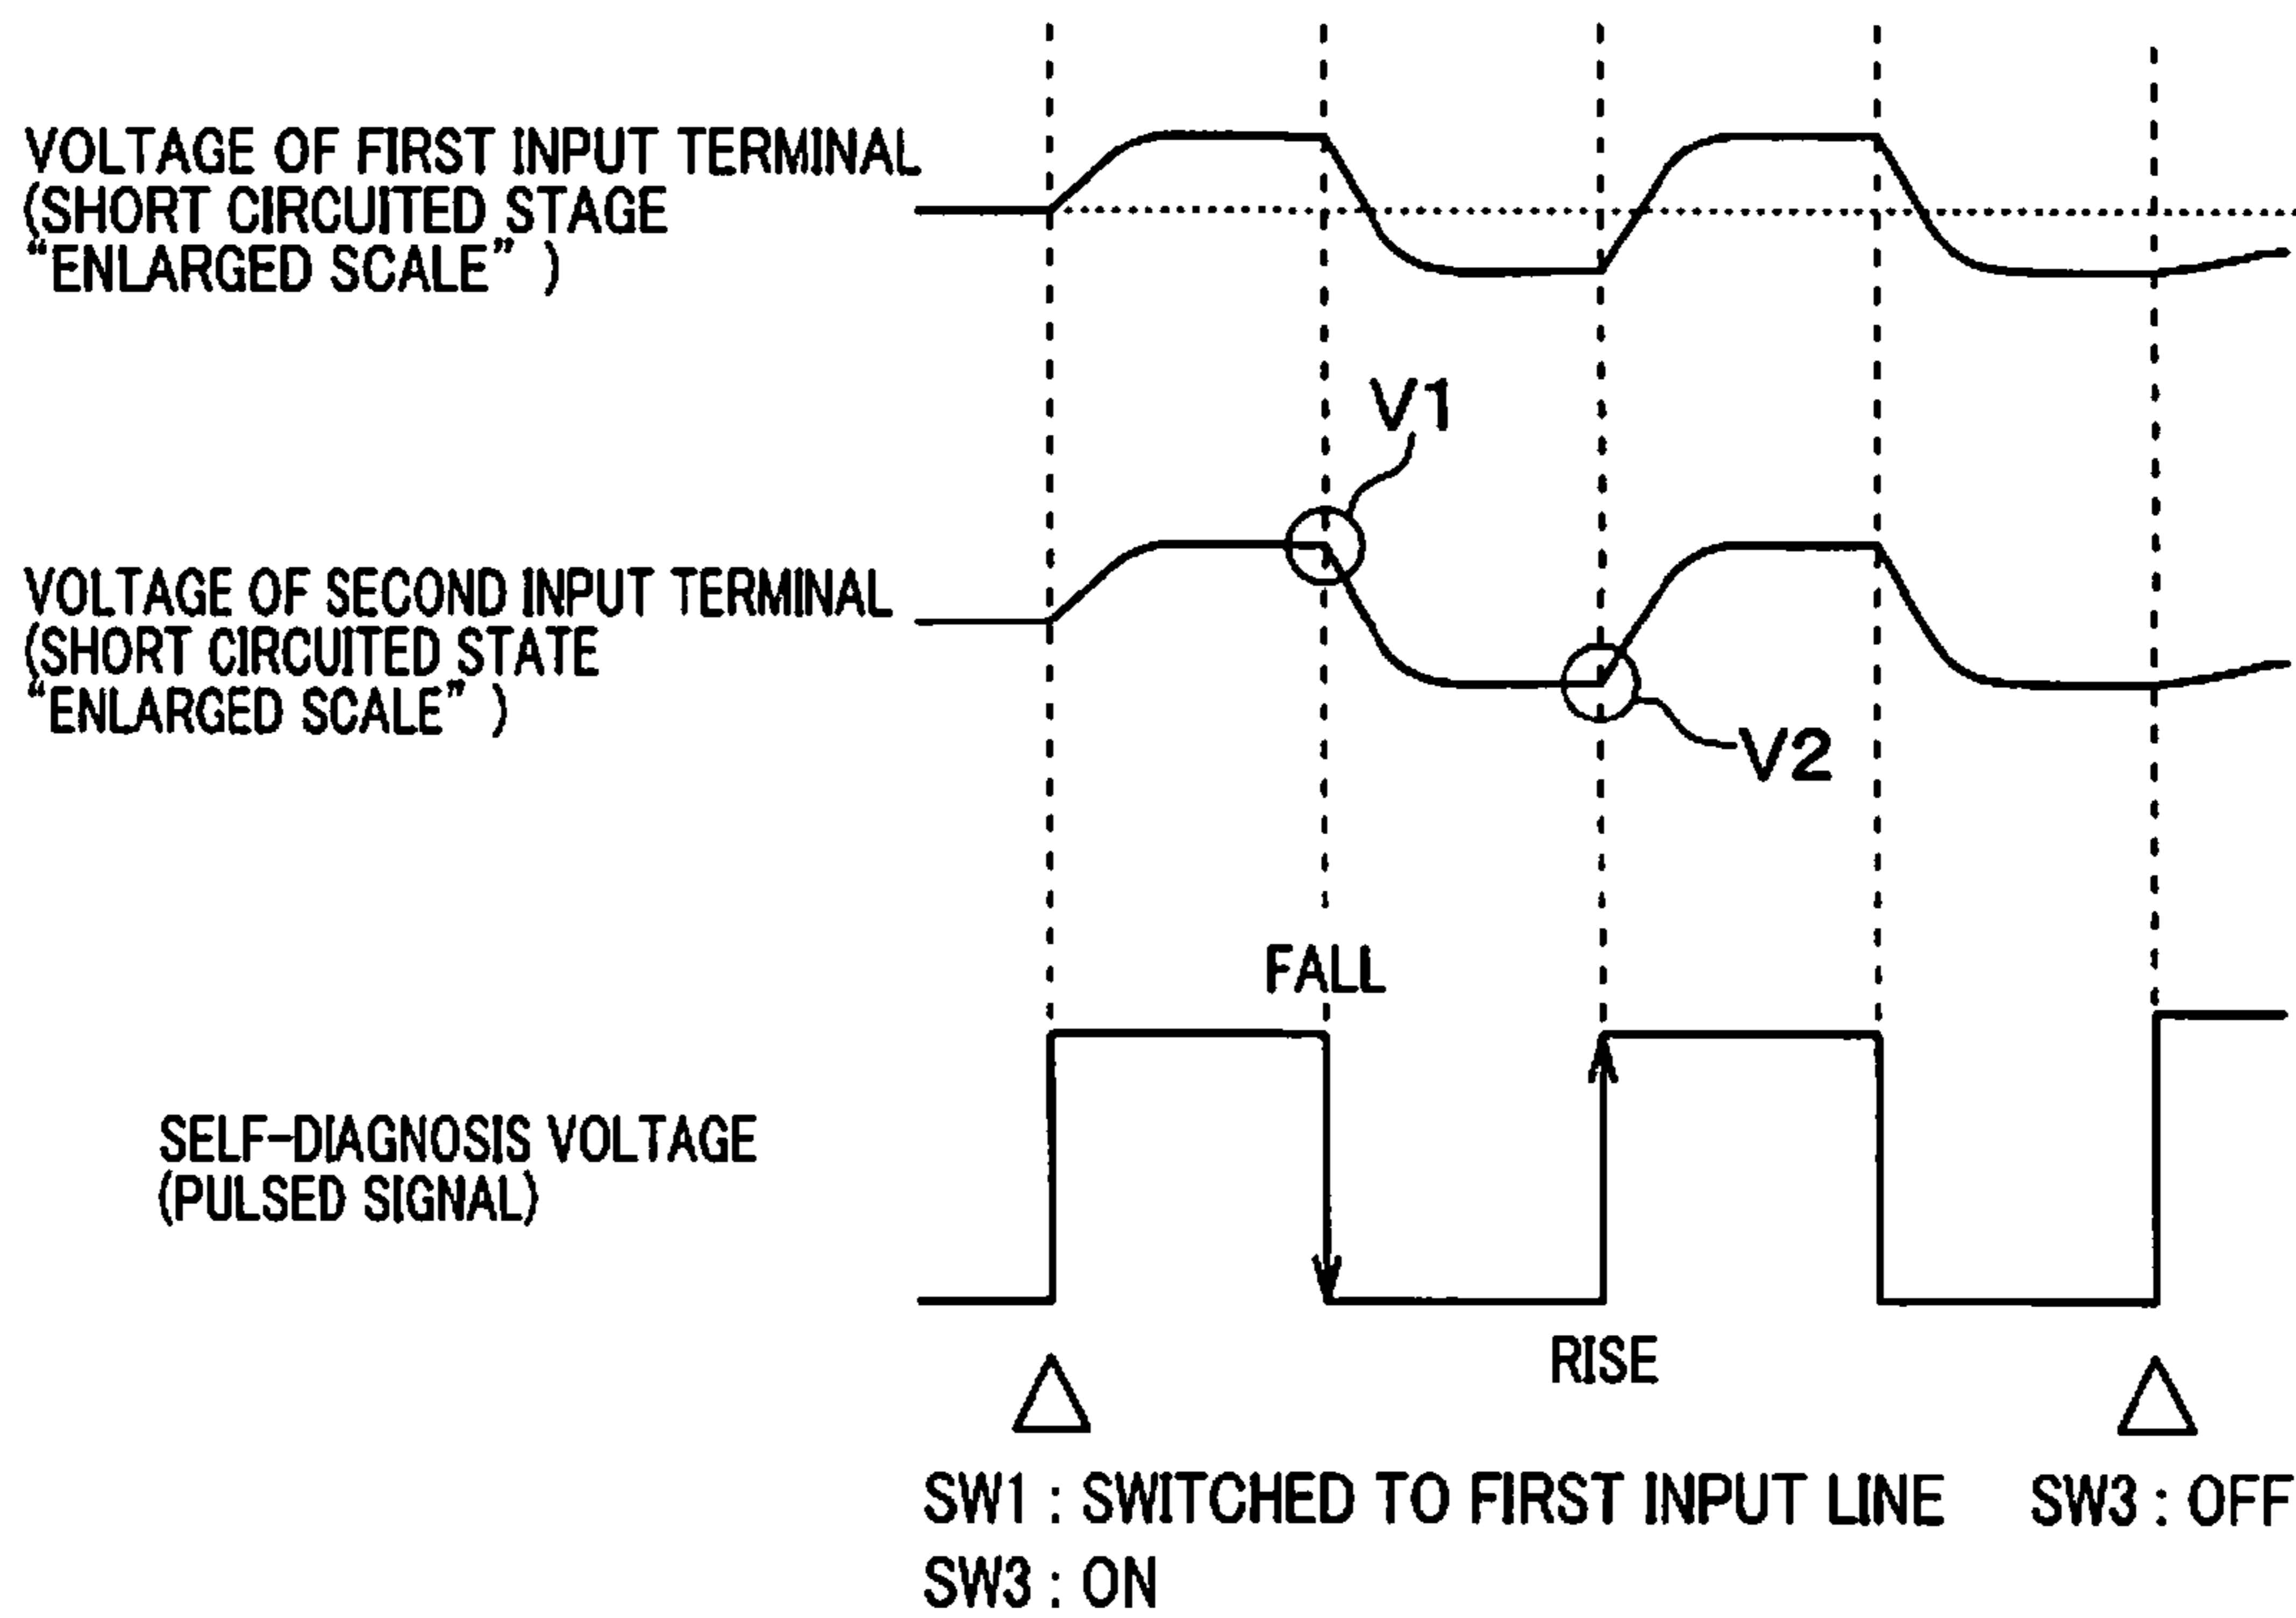 VOLTAGE OF FIRST INPUT TERMINAL
(SHORT CIRCUITED STAGE
“ENLARGED SCALE” )
V1
VOLTAGE OF SECOND INPUT TERMINAL
(SHORT CIRCUITED STATE
“ENLARGED SCALE” )
V2
FALL
SELF-DIAGNOSIS VOLTAGE
(PULSED SIGNAL)
RISE
SW1 : SWITCHED TO FIRST INPUT LINE
SW3 : OFF
SW3 : ON